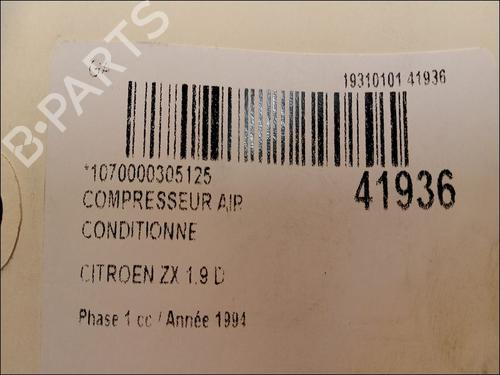 B-PARTS
19310101 41936
*1070000305125
41936
COMPRESSEUR AIR
CONDITIONNE
CITROEN ZX 1.9 D
Phase 1 cc / Année 1994